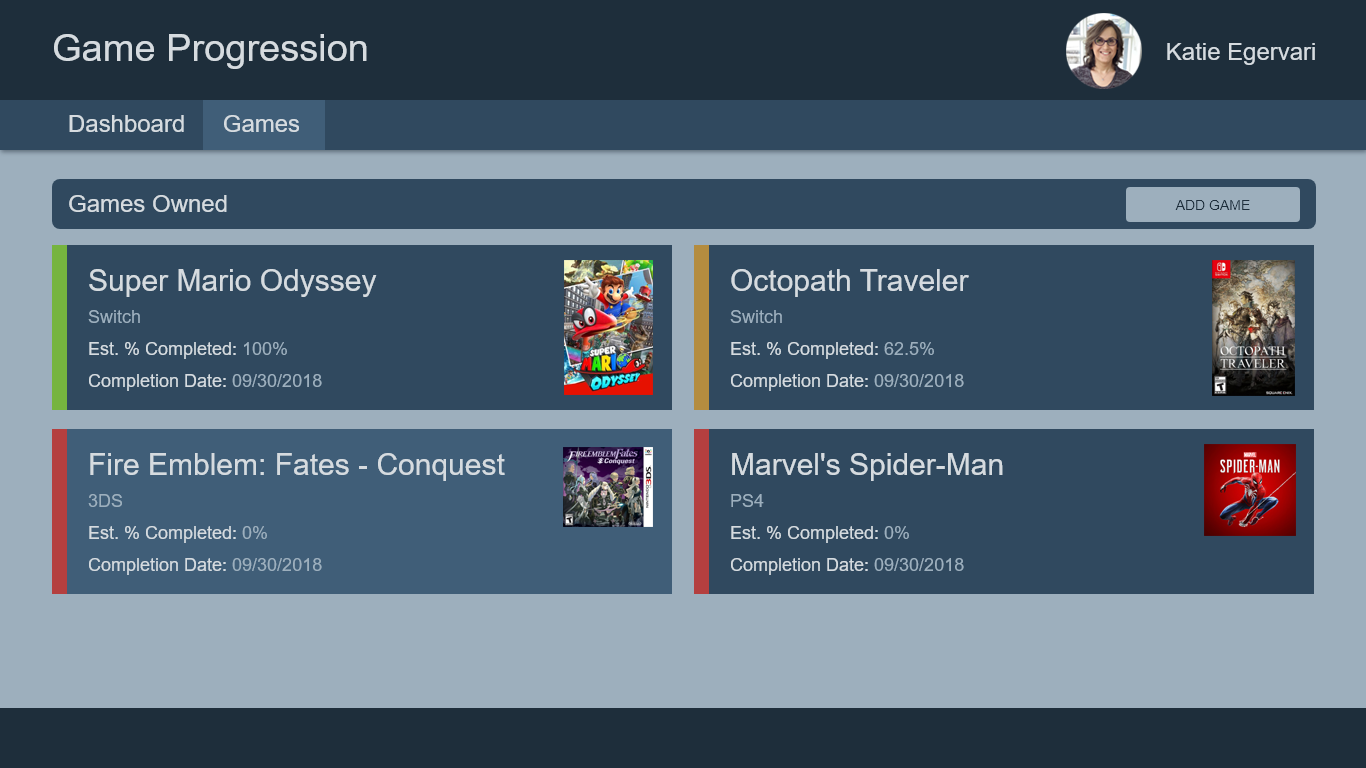 Game Progression
Katie Egervari
Dashboard
Games
Games Owned
ADD GAME
Super Mario Odyssey
Switch
Est. % Completed: 100%
Completion Date: 09/30/2018
SUPER
MARIO
ODYSSEY
Octopath Traveler
Switch
Est. % Completed: 62.5%
Completion Date: 09/30/2018
OCTOPATH
TRAVELER
SQUARE ENIX
Fire Emblem: Fates - Conquest
3DS
Est. % Completed: 0%
Completion Date: 09/30/2018
FIRE EMBLEM Fates
Conquest
Marvel's Spider-Man
PS4
Est. % Completed: 0%
Completion Date: 09/30/2018
MARVEL
SPIDER-MAN